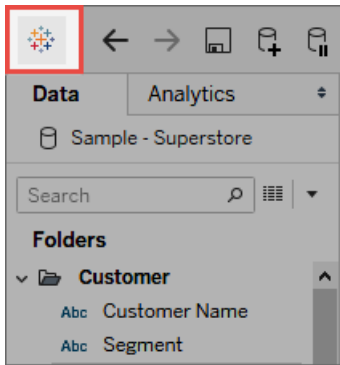 Data Analytics
Sample - Superstore
Search
Folders
Customer
Abc Customer Name
Abc Segment